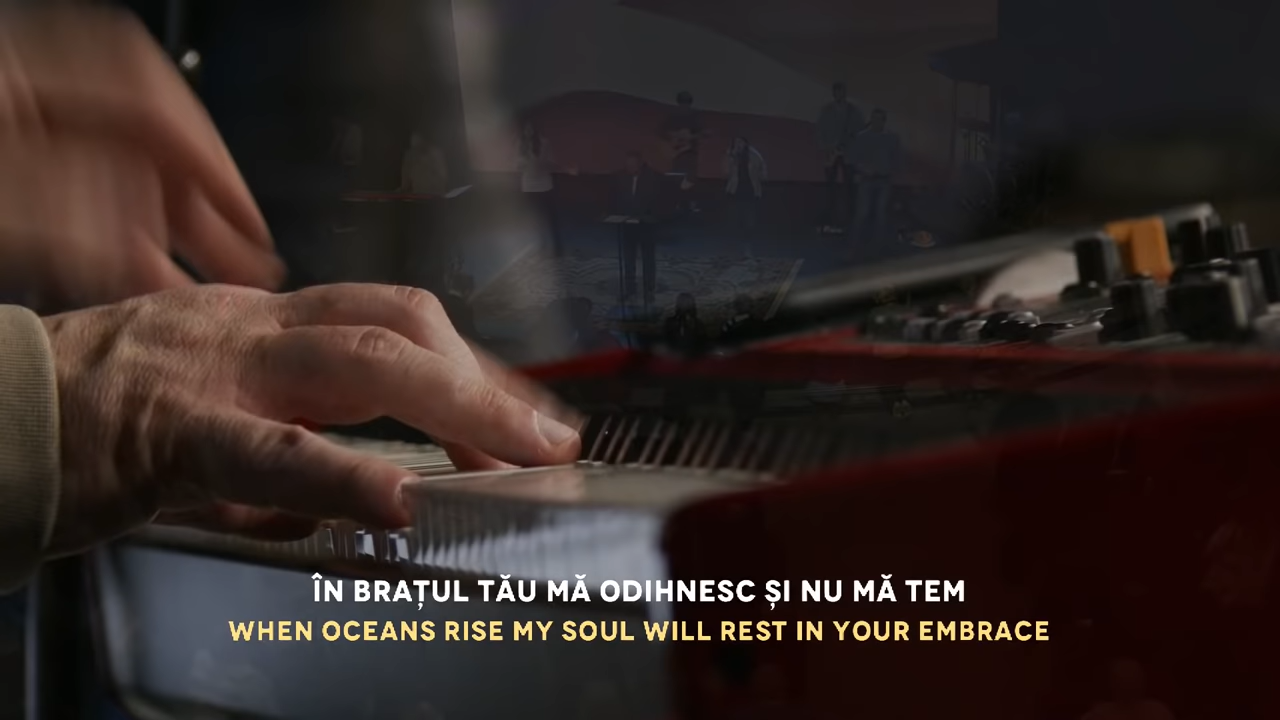 ÎN BRAȚUL TĂU MĂ ODIHNESC ȘI NU MĂ TEM
WHEN OCEANS RISE MY SOUL WILL REST IN YOUR EMBRACE